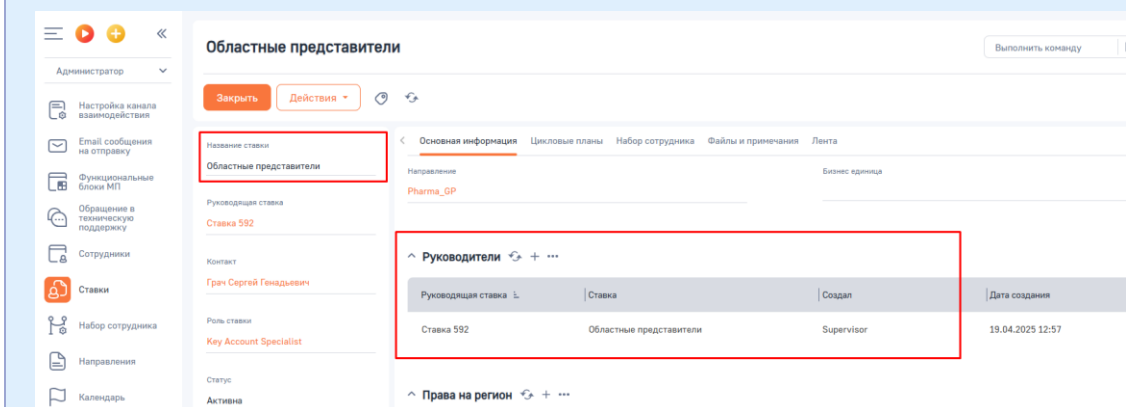 Областные представители
Выполнить команду
Администратор
Закрыть
Действия
Настройка канала
взаимодействия
Email сообщения
на отправку
Функциональные
блоки МП
Обращение в
техническую
поддержку
Сотрудники
Ставки
Набор сотрудника
Направления
Календарь
Название ставки
Областные представители
Руководящая ставка
Ставка 592
Контакт
Грач Сергей Генадьевич
Роль ставки
Key Account Specialist
Статус
Активна
Основная информация Цикловые планы Набор сотрудника Файлы и примечания Лента
Направление Бизнес единица
Pharma_GP
Руководители
Руководящая ставка Ставка Создал Дата создания
Ставка 592 Областные представители Supervisor 19.04.2025 12:57
Права на регион